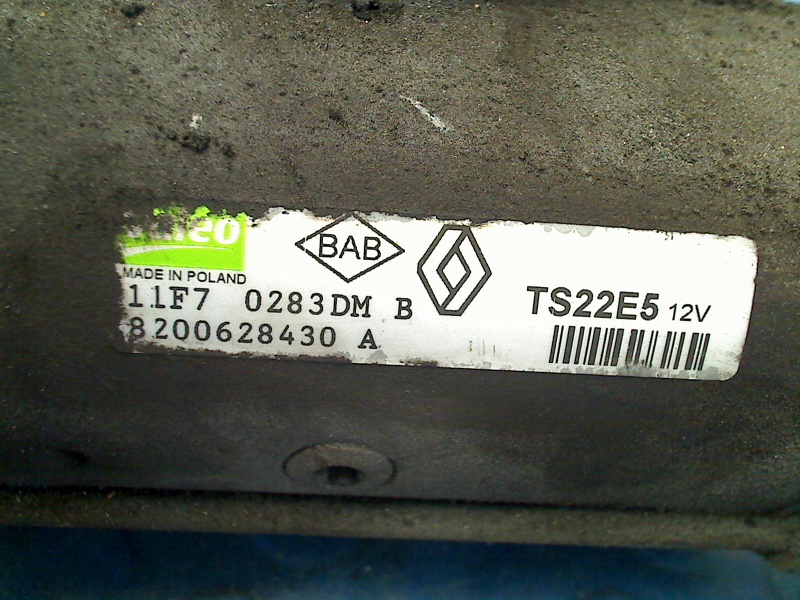 MADE IN POLAND
BAB
11F7 0283DM B
8200628430 A
TS22E5 12V